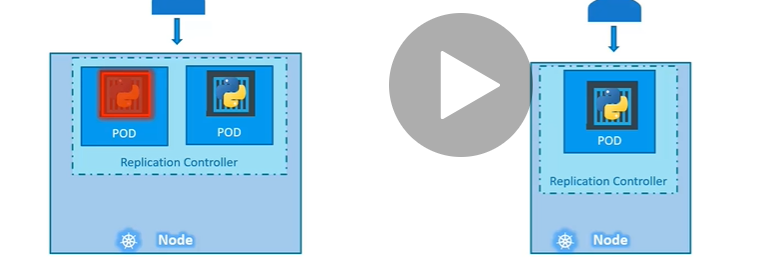 POD
POD
Replication Controller
Node
POD
Replication Controller
Node